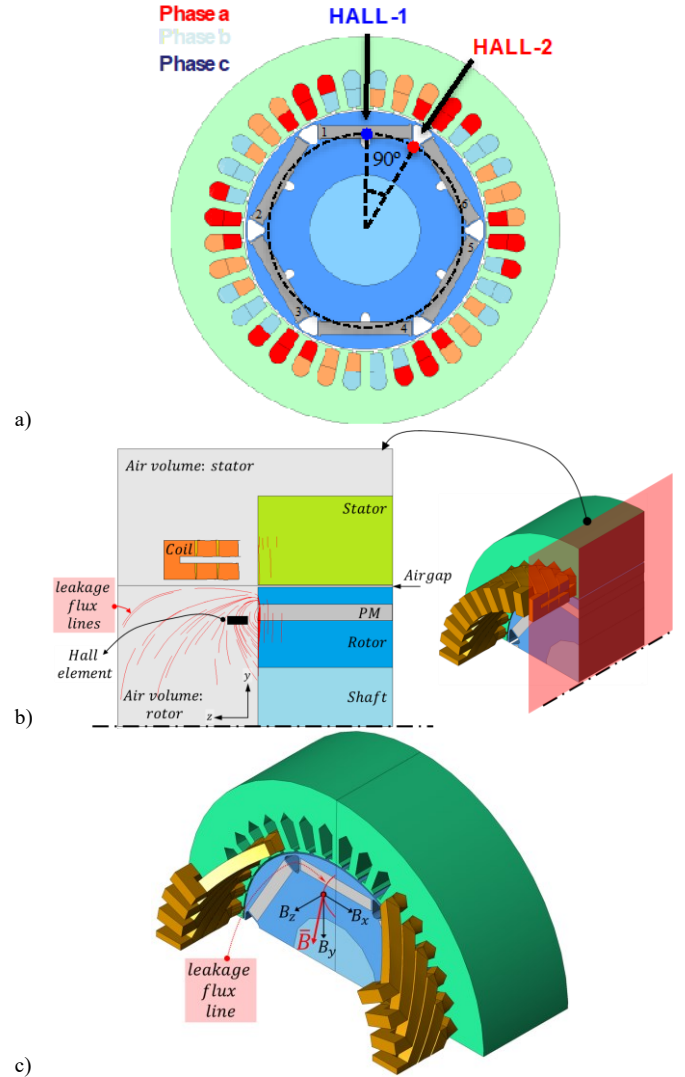 Phase a
Phase b
Phase c
HALL-1
HALL-2
1
90°
2
6
5
3
4
a)
Air volume: stator
Stator
Coil
Airgap
leakage
flux
lines
PM
Hall
element
Rotor
y
Air volume:
rotor
z
Shaft
b)
B_z
B_x
B̅
B_y
leakage
flux
line
c)